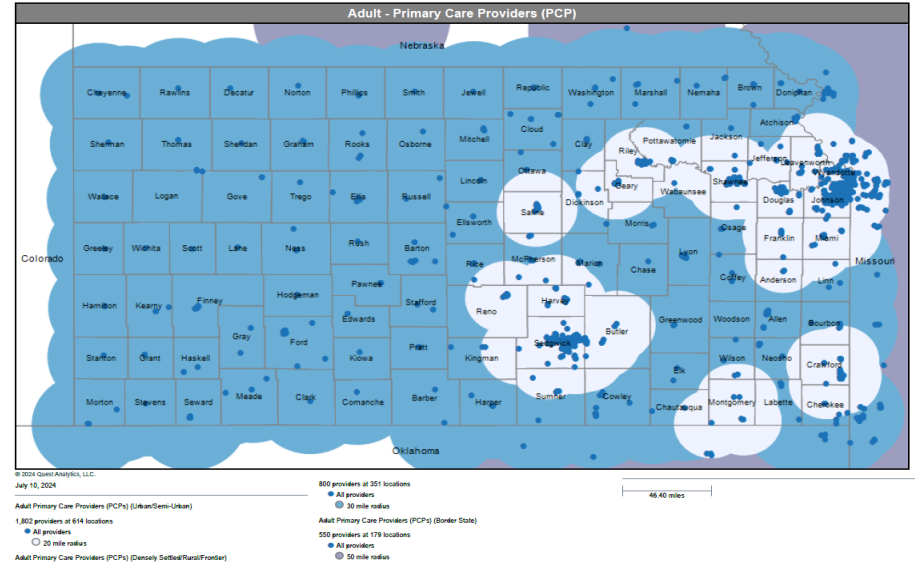 Adult - Primary Care Providers (PCP)
Nebraska
Cheyenne Rawlins Decatur Norton Phillips Smith Jewell Republic Washington Marshall Nemaha Brown Doniphan
Atchison
Sherman Thomas Sheridan Graham Rooks Osborne Mitchell Cloud Clay Riley Pottawatomie Jackson
Jefferson Leavenworth
Wyandotte
Wallace Logan Gove Trego Ellis Russell Lincoln Ottawa Saline Dickinson Geary Wabaunsee Shawnee Douglas Johnson
Ellsworth Morris Osage
Colorado Greeley Wichita Scott Lane Ness Rush Barton Rice McPherson Marion Chase Lyon Franklin Miami Missouri
Coffey Anderson Linn
Hamilton Kearny Finney Hodgeman Pawnee Stafford Reno Harvey
Gray Ford Edwards Sedgwick Butler Greenwood Woodson Allen Bourbon
Stanton Grant Haskell Kiowa Pratt Kingman Elk Wilson Neosho Crawford
Morton Stevens Seward Meade Clark Comanche Barber Harper Sumner Cowley Chautauqua Montgomery Labette Cherokee
Oklahoma
© 2024 Quest Analytics, LLC.
July 10, 2024
Adult Primary Care Providers (PCPs) (Urban/Semi-Urban)
1,802 providers at 614 locations
All providers
20 mile radius
Adult Primary Care Providers (PCPs) (Densely Settled/Rural/Frontier)
800 providers at 351 locations
All providers
30 mile radius
Adult Primary Care Providers (PCPs) (Border State)
550 providers at 179 locations
All providers
50 mile radius
46.40 miles